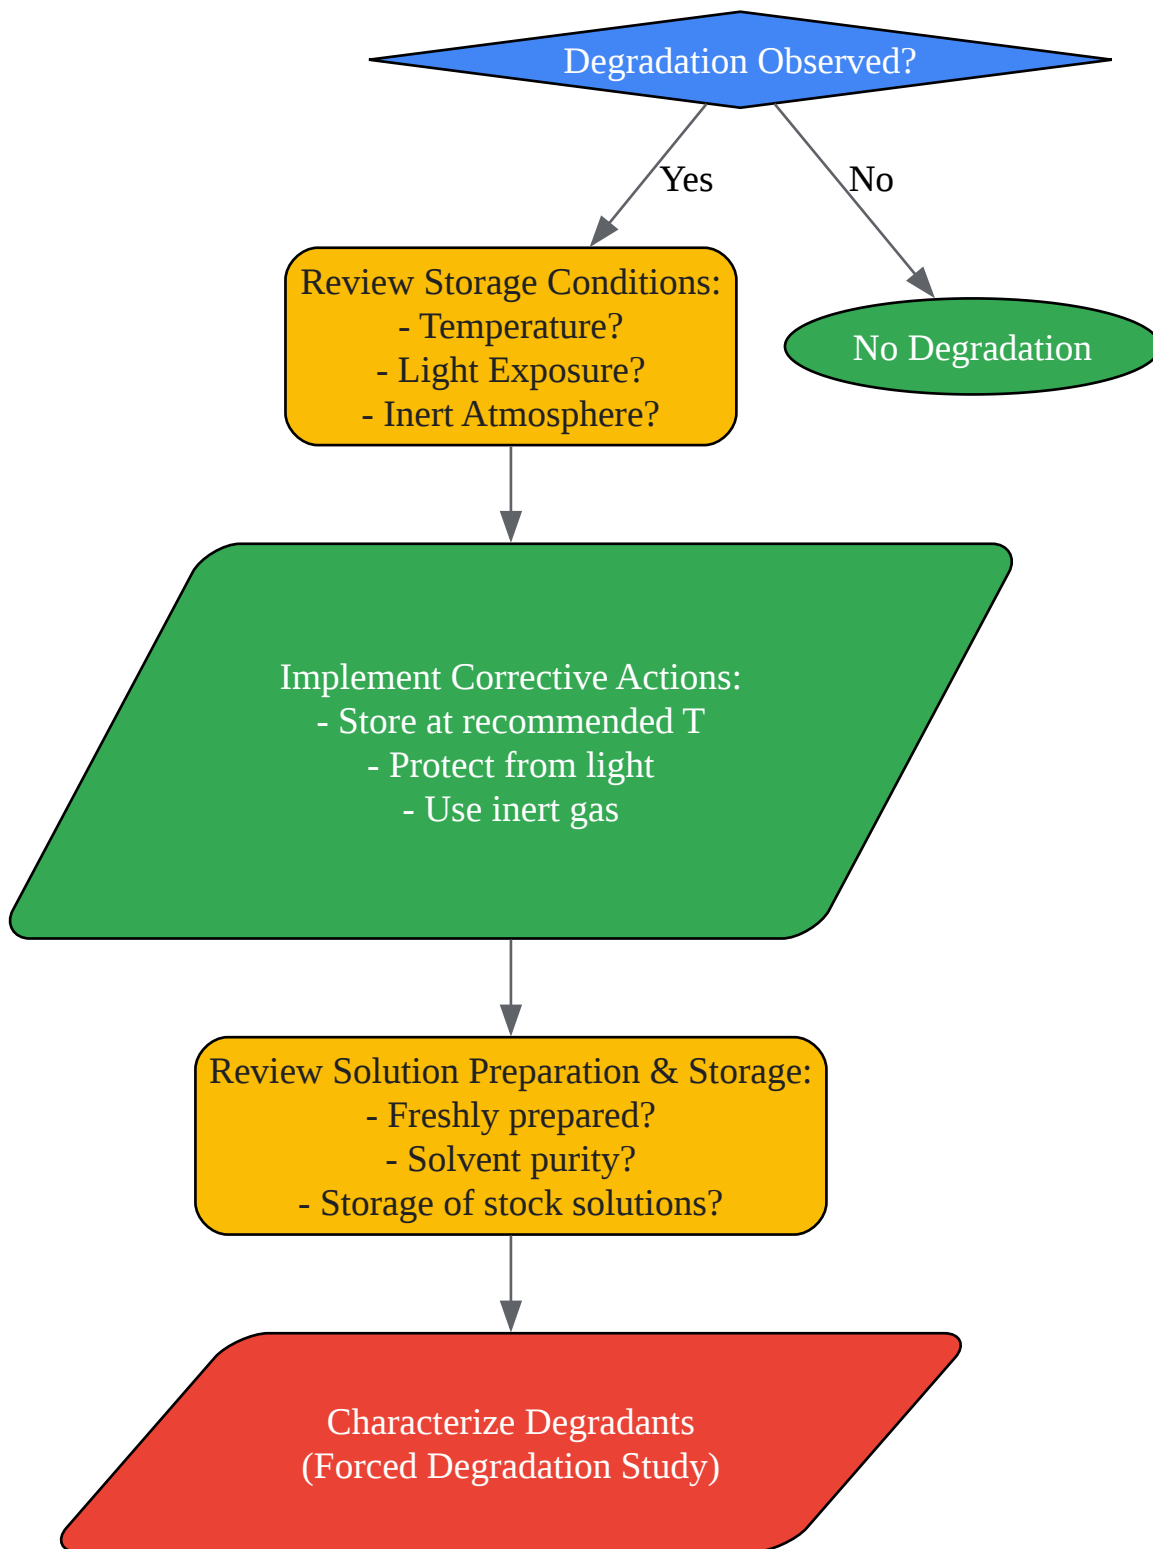 Degradation Observed?
Yes
No
Review Storage Conditions:
- Temperature?
- Light Exposure?
- Inert Atmosphere?
No Degradation
Implement Corrective Actions:
- Store at recommended T
- Protect from light
- Use inert gas
Review Solution Preparation & Storage:
- Freshly prepared?
- Solvent purity?
- Storage of stock solutions?
Characterize Degradants
(Forced Degradation Study)